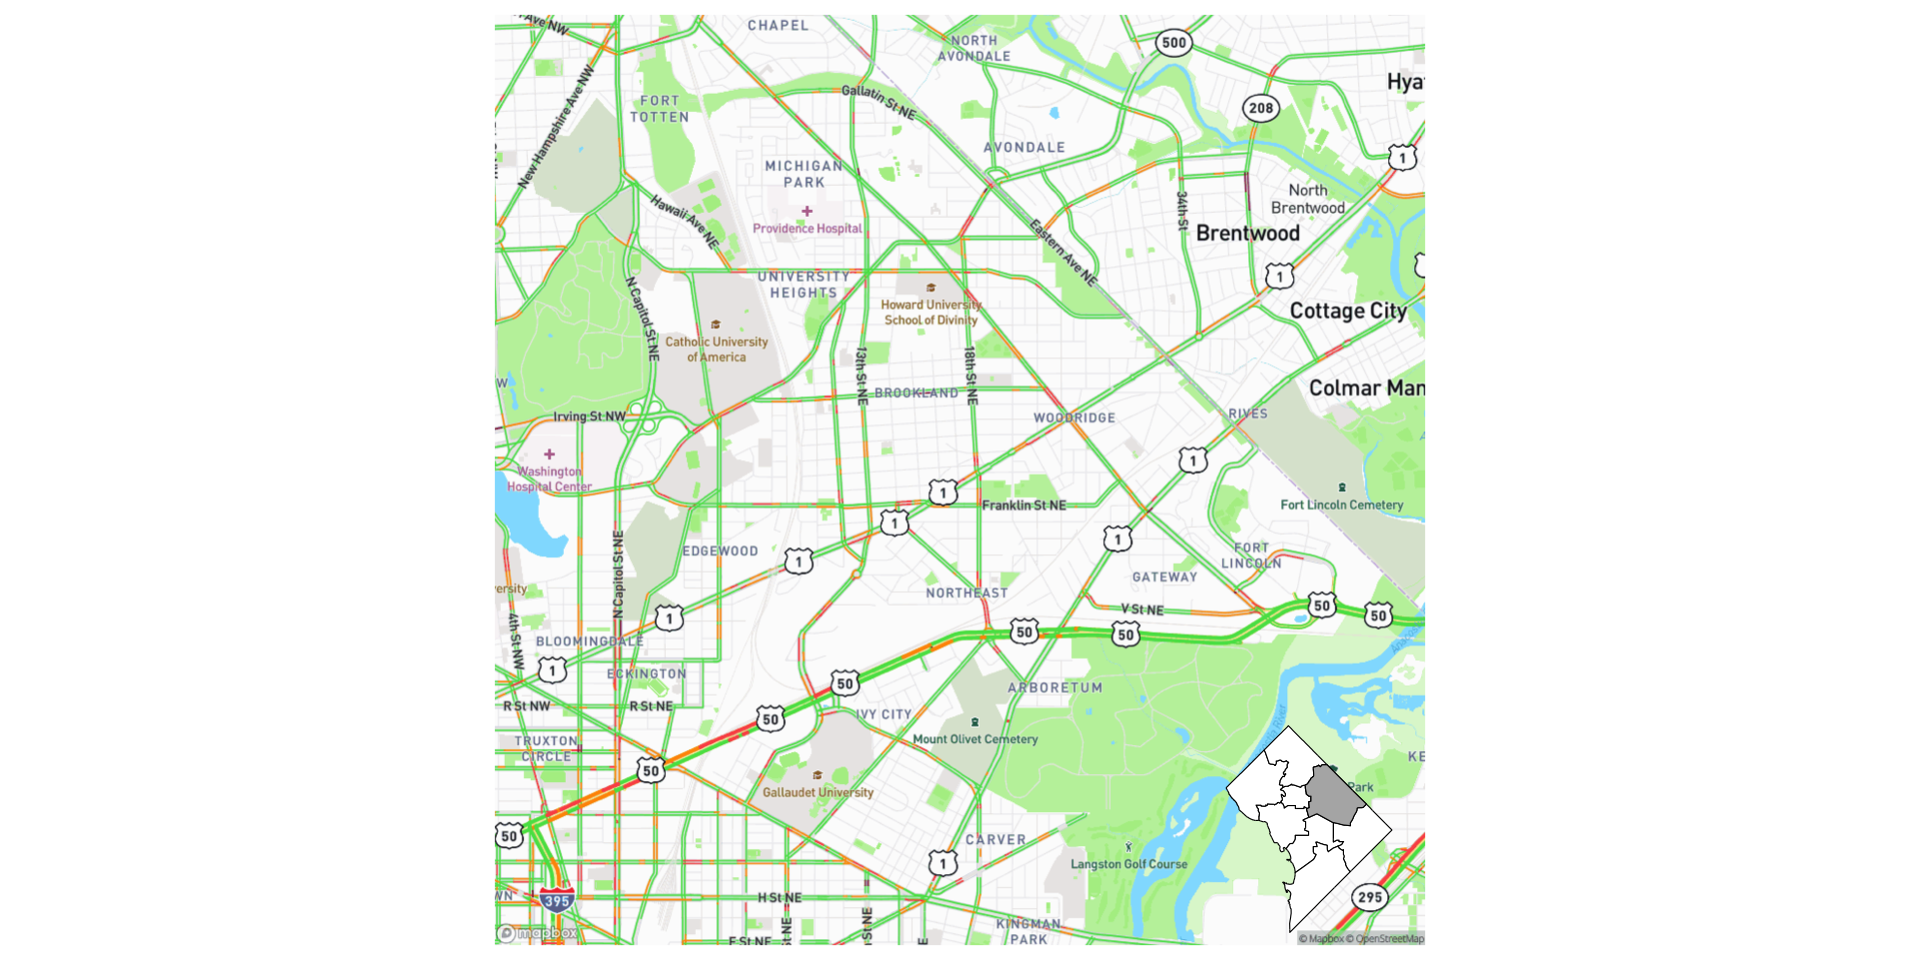 Ave NW
CHAPEL
NORTH
AVONDALE
500
Hya
208
FORT
TOTTEN
Gallatin St NE
New Hampshire Ave NW
AVONDALE
1
MICHIGAN
PARK
North
Brentwood
34th St
Hawaii Ave NE
Providence Hospital
Brentwood
Eastern Ave NE
1
UNIVERSITY
HEIGHTS
N Capitol St NE
Howard University
School of Divinity
Cottage City
Catholic University
of America
13th St NE
18th St NE
W
BROOKLAND
Colmar Man
Irving St NW
WOODRIDGE
RIVES
1
Washington
Hospital Center
1
Franklin St NE
Fort Lincoln Cemetery
1
1
EDGEWOOD
1
FORT
LINCOLN
GATEWAY
N Capitol St NE
ersity
NORTHEAST
V St NE
50
50
1
4th St NW
50
50
BLOOMINGDALE
1
ECKINGTON
50
ARBORETUM
R St NW
R St NE
50
IVY CITY
Mount Olivet Cemetery
TRUXTON
CIRCLE
50
KE
Gallaudet University
Park
50
CARVER
1
Langston Golf Course
WN
395
H St NE
295
KINGMAN
PARK
St NE
St NE
E
F St NE
mapbox
© Mapbox © OpenStreetMap